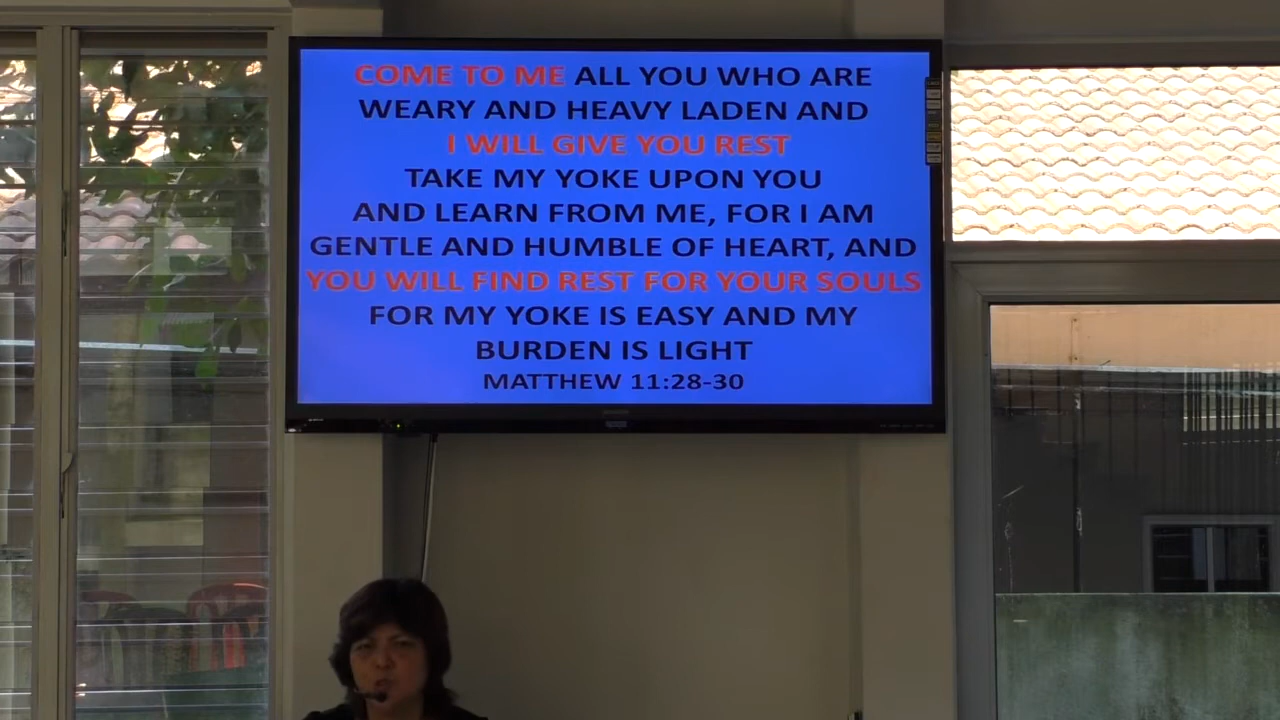 COME TO ME ALL YOU WHO ARE
WEARY AND HEAVY LADEN AND
I WILL GIVE YOU REST
TAKE MY YOKE UPON YOU
AND LEARN FROM ME, FOR I AM
GENTLE AND HUMBLE OF HEART, AND
YOU WILL FIND REST FOR YOUR SOULS
FOR MY YOKE IS EASY AND MY
BURDEN IS LIGHT
MATTHEW 11:28-30